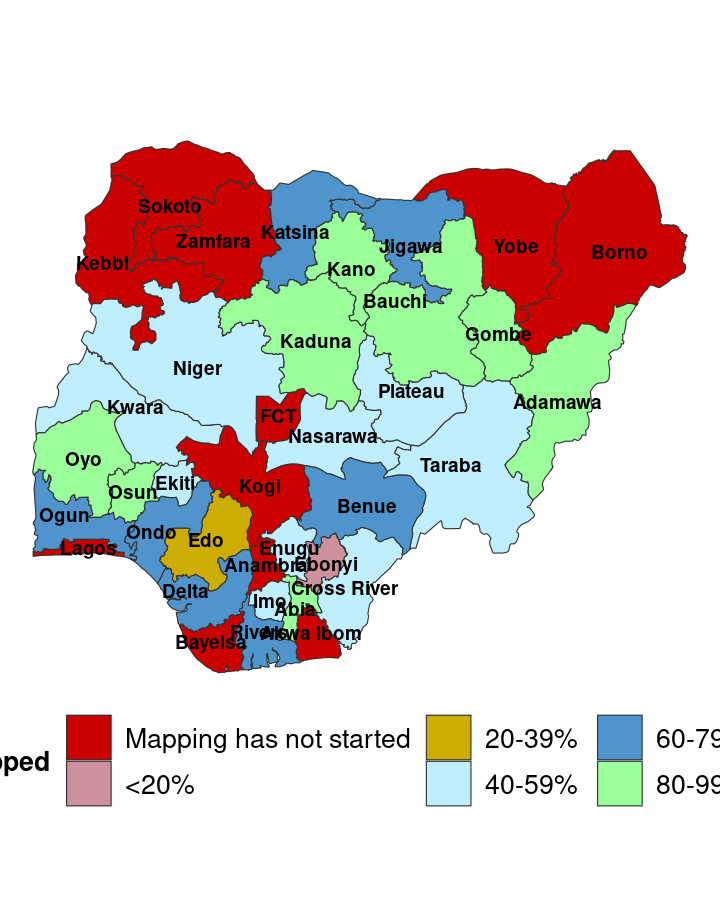 Sokoto
Katsina
Zamfara
Jigawa
Yobe
Borno
Kebbi
Kano
Bauchi
Gombe
Kaduna
Niger
Plateau
Adamawa
Kwara
FCT
Nasarawa
Oyo
Taraba
Ekiti
Osun
Kogi
Benue
Ogun
Ondo
Edo
Lagos
Enugu
Anambra
Ebonyi
Delta
Cross River
Imo
Abia
Rivers
Akwa Ibom
Bayelsa
pped
Mapping has not started
20-39%
60-79
<20%
40-59%
80-99